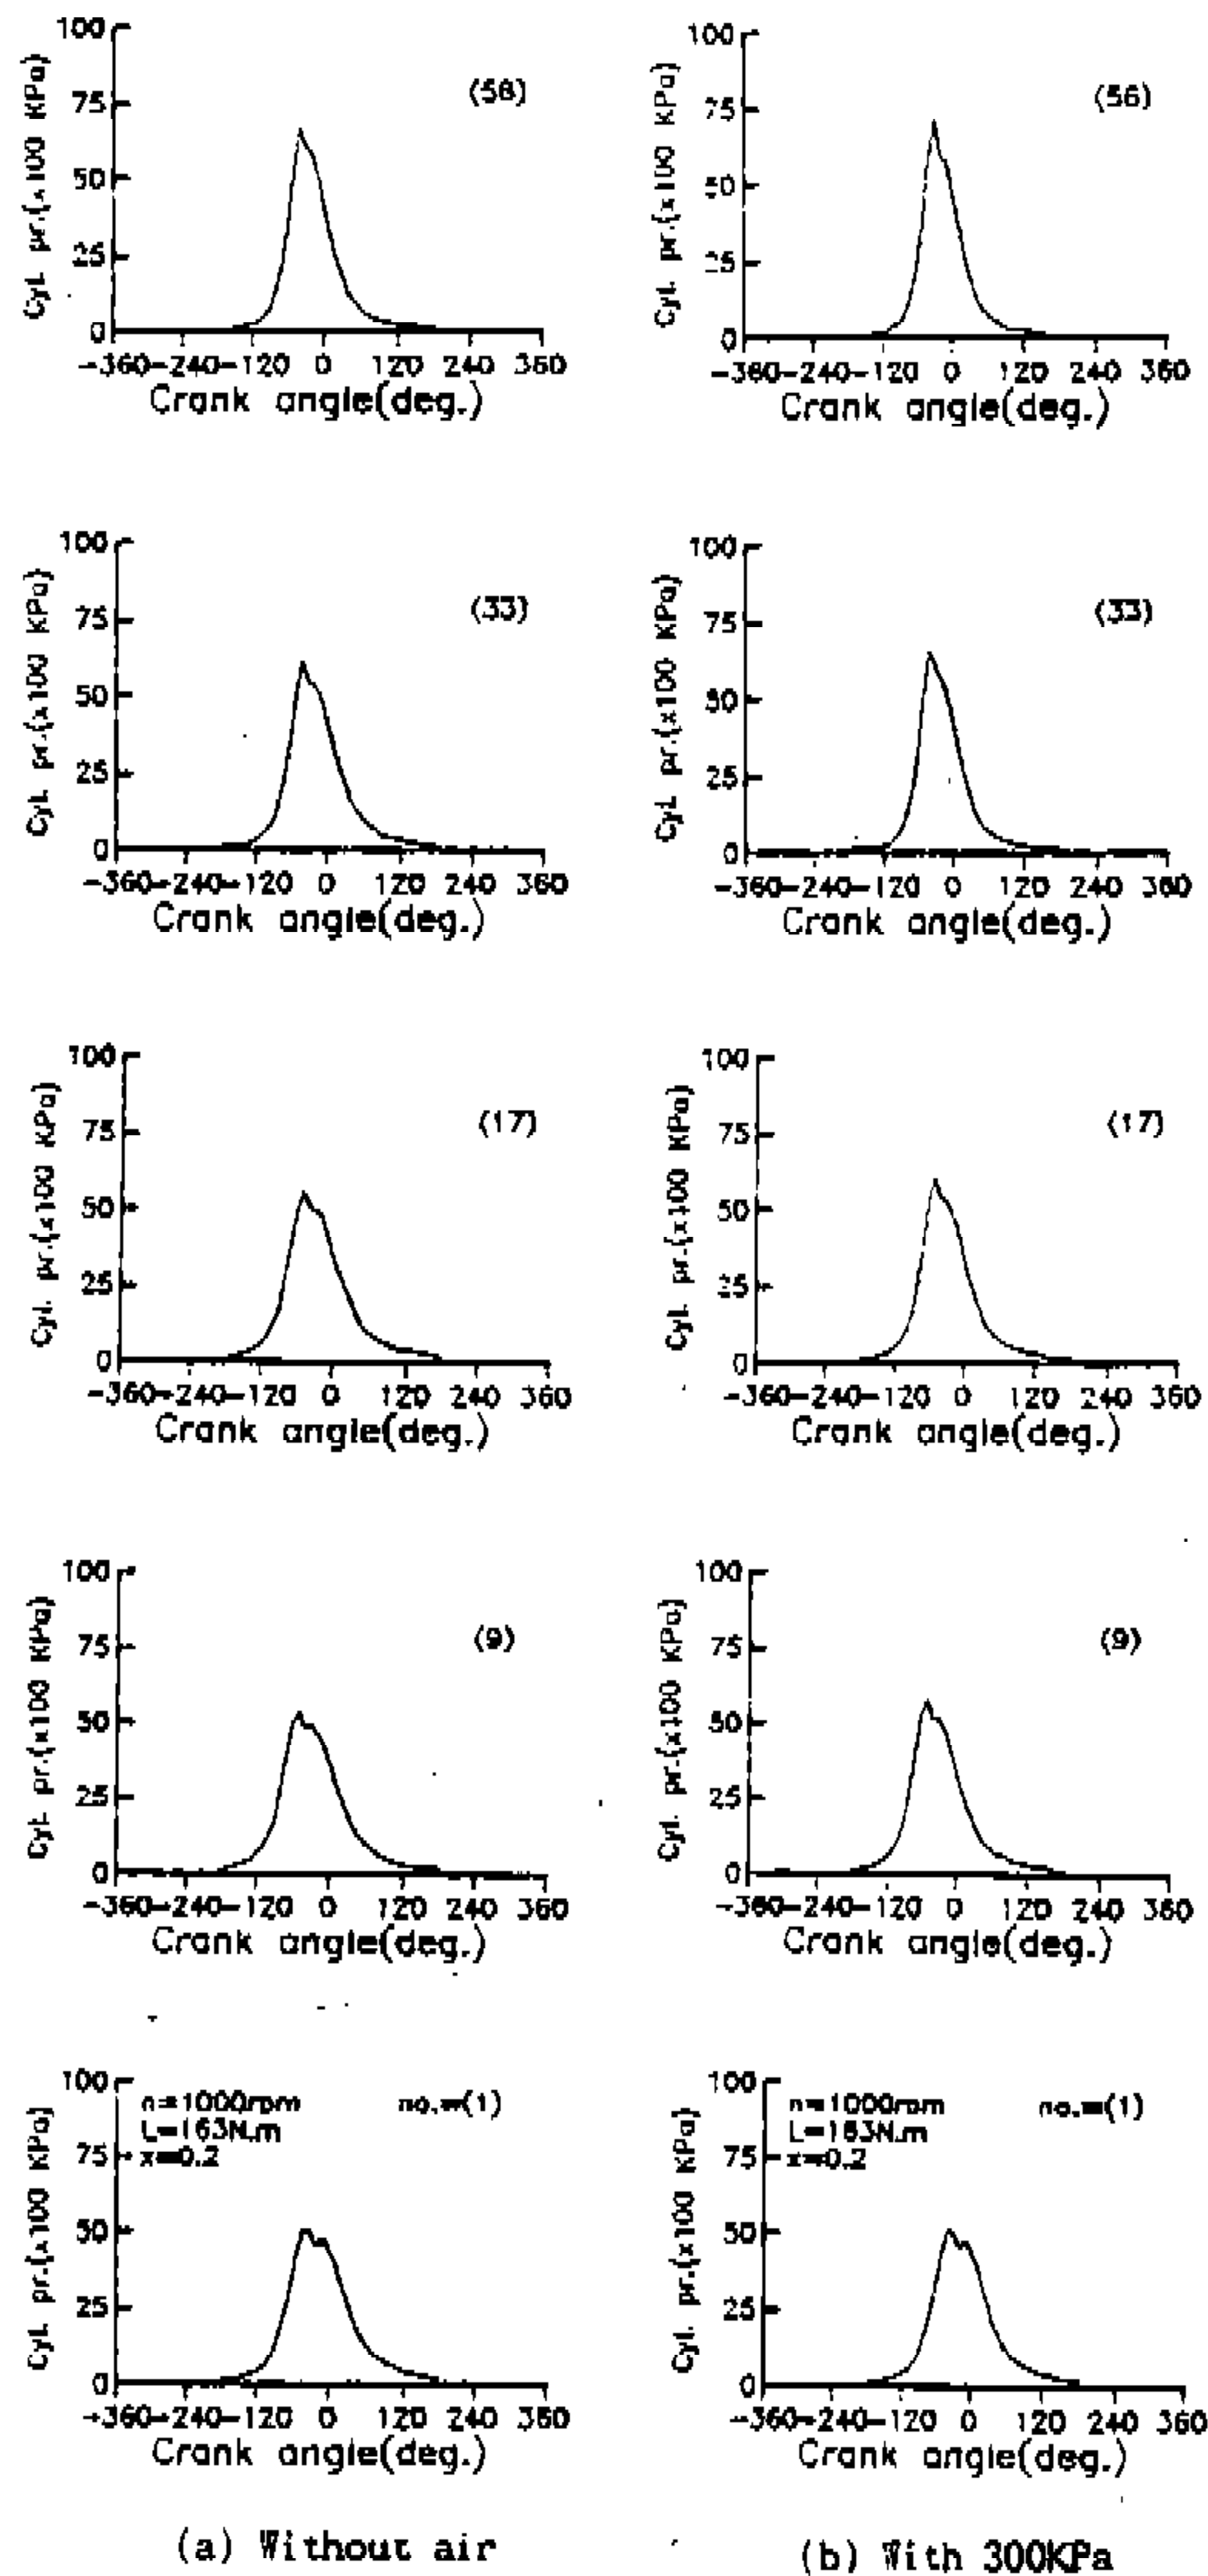 100
75
50
25
0
Cyl. pr.(x100 KPa)
(56)
-360-240-120 0 120 240 360
Crank angle(deg.)
100
75
50
25
0
Cyl. pr.(x100 KPa)
(56)
-360-240-120 0 120 240 360
Crank angle(deg.)
100
75
50
25
0
Cyl. pr.(x100 KPa)
(33)
-360-240-120 0 120 240 360
Crank angle(deg.)
100
75
50
25
0
Cyl. pr.(x100 KPa)
(33)
-360-240-120 0 120 240 360
Crank angle(deg.)
100
75
50
25
0
Cyl. pr.(x100 KPa)
(17)
-360-240-120 0 120 240 360
Crank angle(deg.)
100
75
50
25
0
Cyl. pr.(x100 KPa)
(17)
-360-240-120 0 120 240 360
Crank angle(deg.)
100
75
50
25
0
Cyl. pr.(x100 KPa)
(9)
-360-240-120 0 120 240 360
Crank angle(deg.)
100
75
50
25
0
Cyl. pr.(x100 KPa)
(9)
-360-240-120 0 120 240 360
Crank angle(deg.)
100
75
50
25
0
Cyl. pr.(x100 KPa)
n=1000rpm no.=(1)
L=163N.m
x=0.2
-360-240-120 0 120 240 360
Crank angle(deg.)
100
75
50
25
0
Cyl. pr.(x100 KPa)
n=1000rpm no.=(1)
L=163N.m
x=0.2
-360-240-120 0 120 240 360
Crank angle(deg.)
(a) Without air
(b) With 300KPa